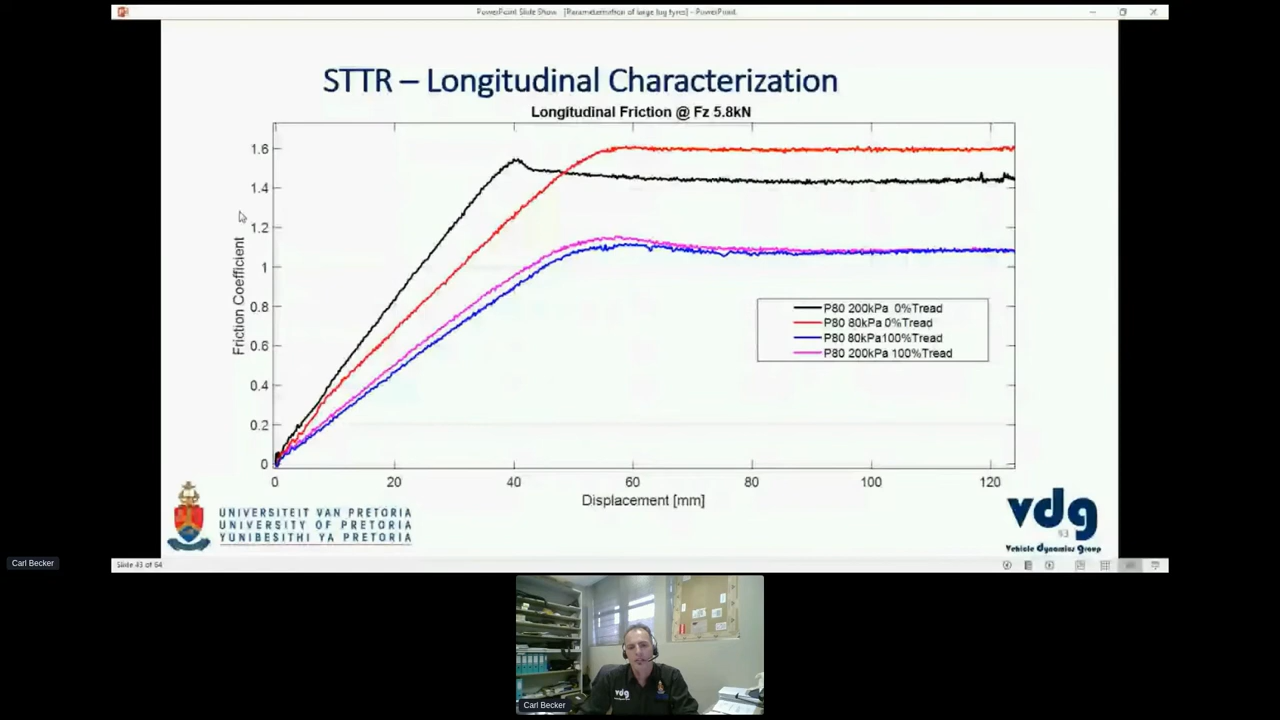 PowerPoint Slide Show - [Parameterisation of large lug tyres] - PowerPoint
STTR – Longitudinal Characterization
Longitudinal Friction @ Fz 5.8kN
Friction Coefficient
1.6
1.4
1.2
1
0.8
0.6
0.4
0.2
0
0
20
40
60
80
100
120
Displacement [mm]
P80 200kPa 0%Tread
P80 80kPa 0%Tread
P80 80kPa100%Tread
P80 200kPa 100%Tread
UNIVERSITEIT VAN PRETORIA
UNIVERSITY OF PRETORIA
YUNIBESITHI YA PRETORIA
vdg
43
Vehicle Dynamics Group
Slide 43 of 64
Carl Becker
vdg
Carl Becker